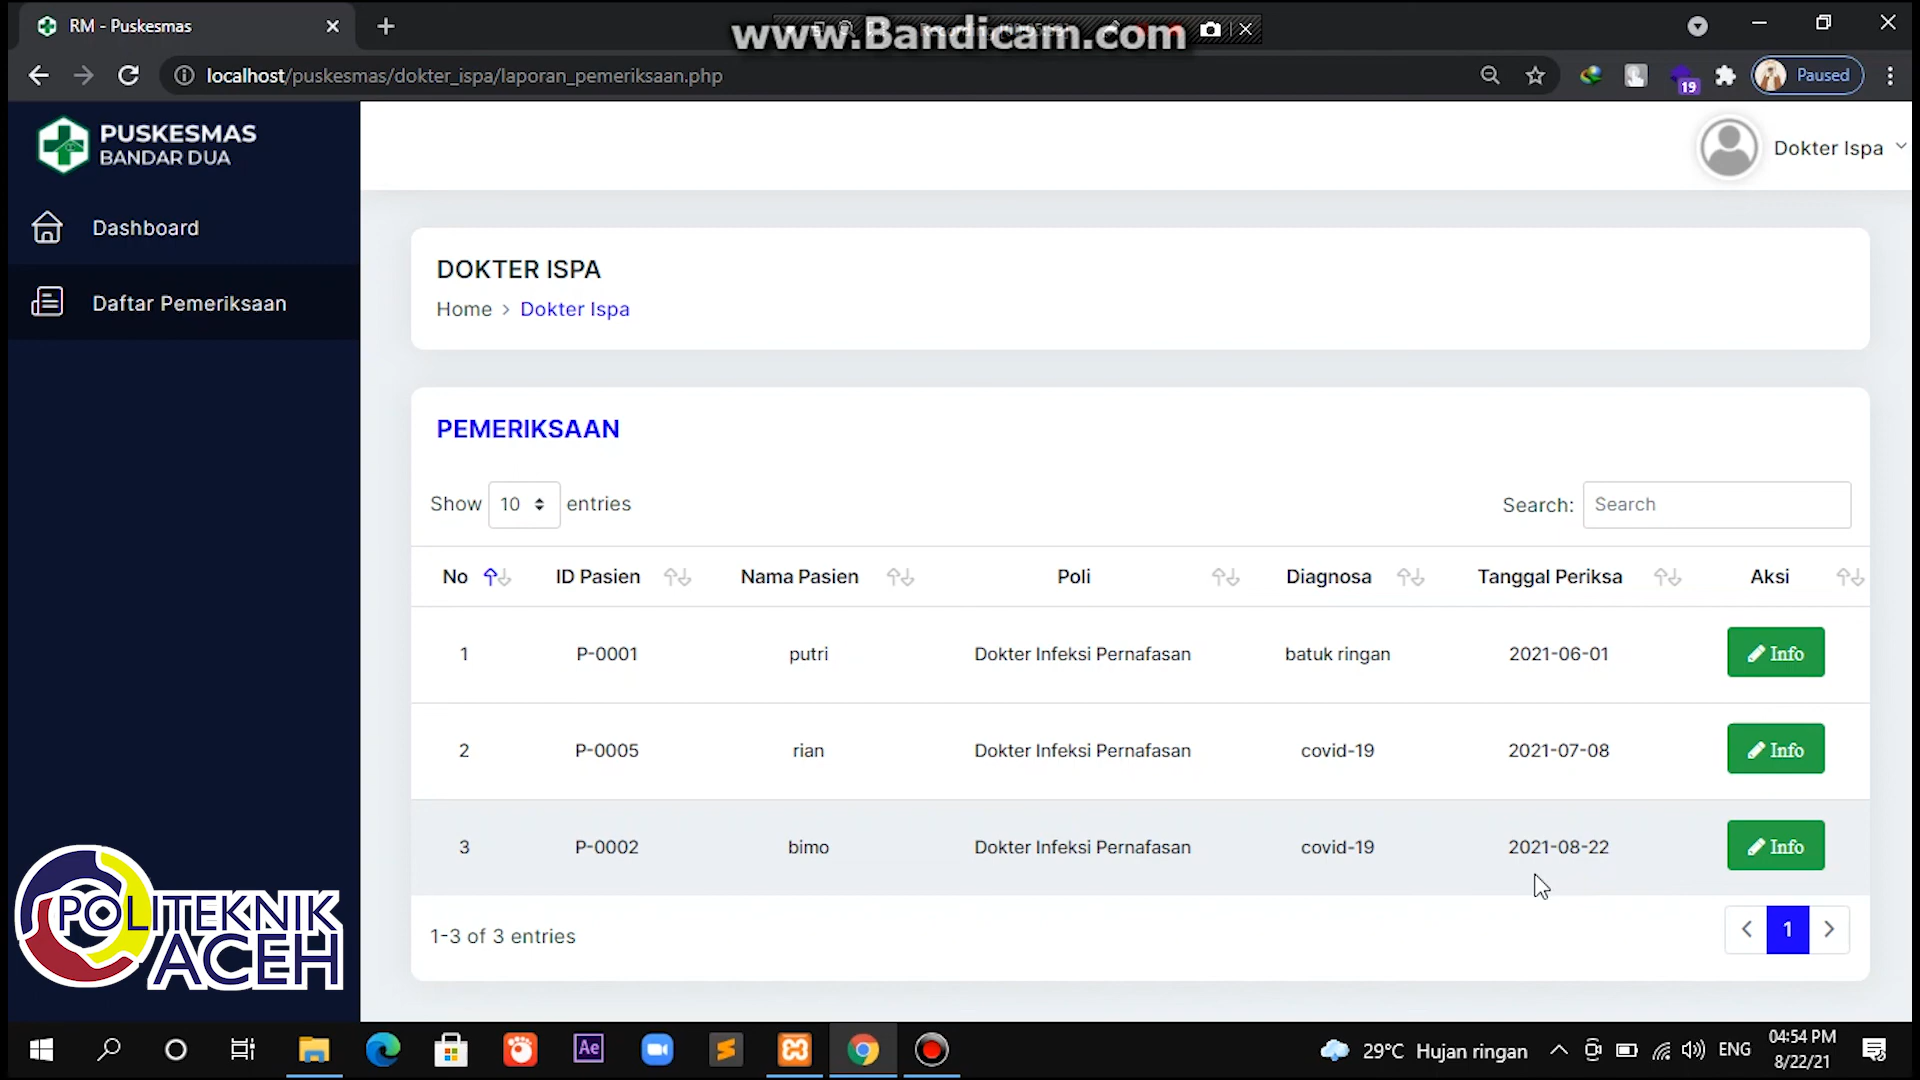 RM - Puskesmas
www.Bandicam.com
localhost/puskesmas/dokter_ispa/laporan_pemeriksaan.php
19
Paused
PUSKESMAS
BANDAR DUA
Dokter Ispa
Dashboard
Daftar Pemeriksaan
DOKTER ISPA
Home > Dokter Ispa
PEMERIKSAAN
Show 10 entries
Search: Search
No ID Pasien Nama Pasien Poli Diagnosa Tanggal Periksa Aksi
1 P-0001 putri Dokter Infeksi Pernafasan batuk ringan 2021-06-01 Info
2 P-0005 rian Dokter Infeksi Pernafasan covid-19 2021-07-08 Info
3 P-0002 bimo Dokter Infeksi Pernafasan covid-19 2021-08-22 Info
1-3 of 3 entries
1
POLITEKNIK
ACEH
Ae
29°C Hujan ringan
ENG
04:54 PM
8/22/21